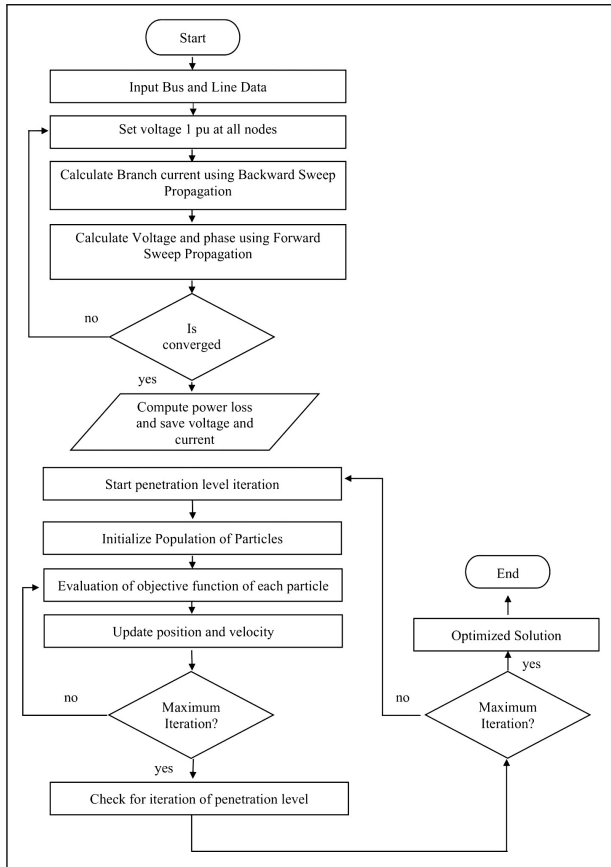 Start
Input Bus and Line Data
Set voltage 1 pu at all nodes
Calculate Branch current using Backward Sweep
Propagation
Calculate Voltage and phase using Forward
Sweep Propagation
no
Is
converged
yes
Compute power loss
and save voltage and
current
Start penetration level iteration
Initialize Population of Particles
Evaluation of objective function of each particle
Update position and velocity
no
Maximum
Iteration?
yes
Check for iteration of penetration level
no
Maximum
Iteration?
yes
Optimized Solution
End